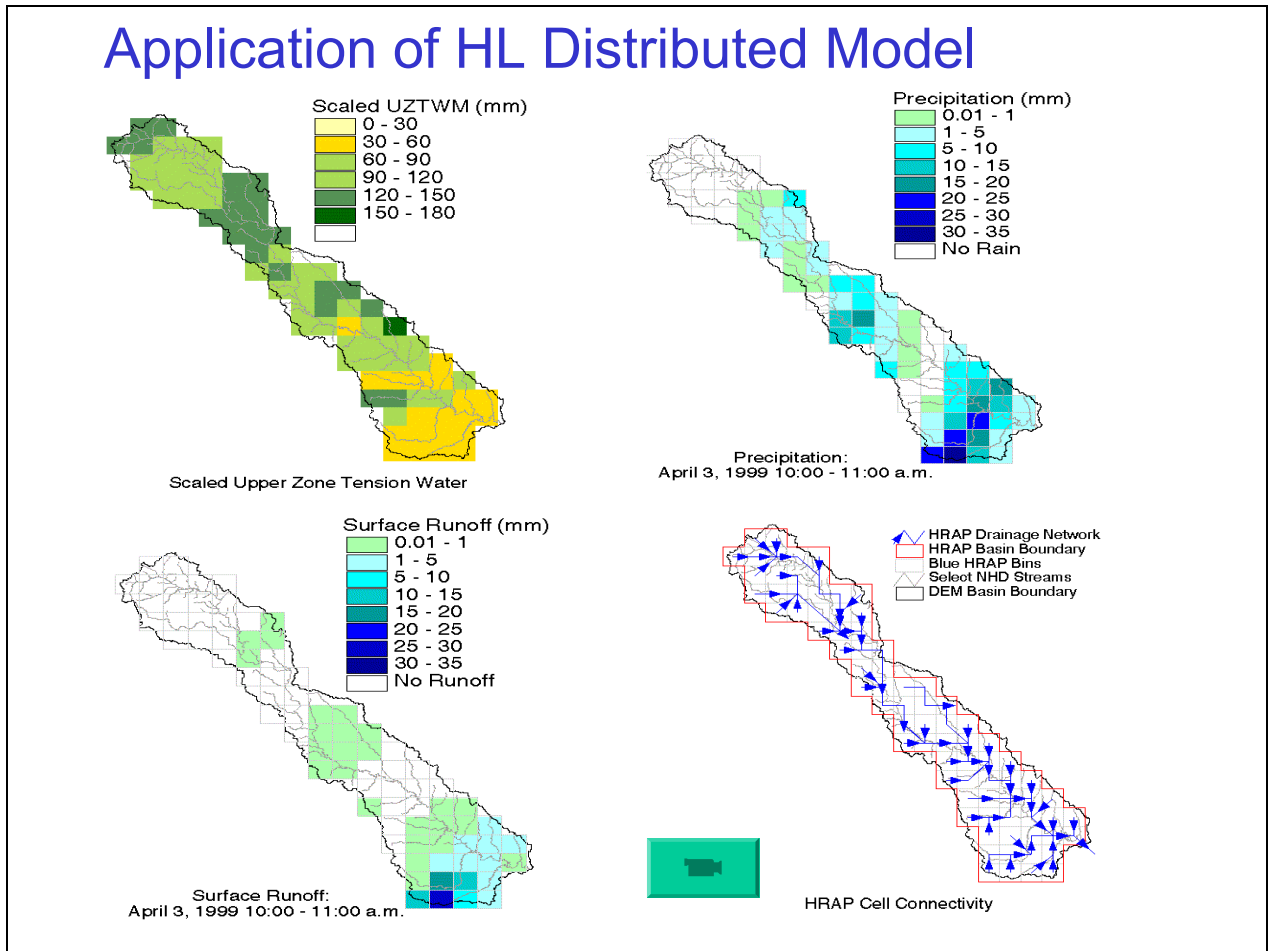 Application of HL Distributed Model
Scaled UZTWM (mm)
0 - 30
30 - 60
60 - 90
90 - 120
120 - 150
150 - 180
Scaled Upper Zone Tension Water
Precipitation (mm)
0.01 - 1
1 - 5
5 - 10
10 - 15
15 - 20
20 - 25
25 - 30
30 - 35
No Rain
Precipitation:
April 3, 1999 10:00 - 11:00 a.m.
Surface Runoff (mm)
0.01 - 1
1 - 5
5 - 10
10 - 15
15 - 20
20 - 25
25 - 30
30 - 35
No Runoff
Surface Runoff:
April 3, 1999 10:00 - 11:00 a.m.
HRAP Drainage Network
HRAP Basin Boundary
Blue HRAP Bins
Select NHD Streams
DEM Basin Boundary
HRAP Cell Connectivity